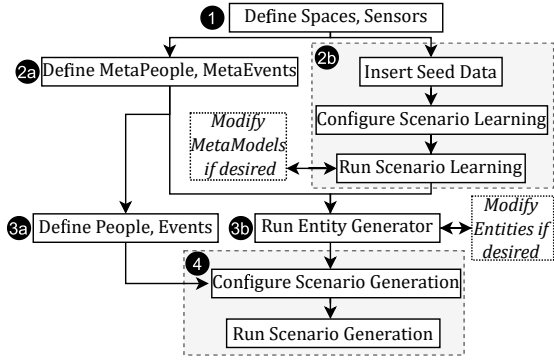 1 Define Spaces, Sensors
2a Define MetaPeople, MetaEvents
2b
Insert Seed Data
Configure Scenario Learning
Modify
MetaModels
if desired
Run Scenario Learning
3a Define People, Events
3b Run Entity Generator
Modify
Entities if
desired
4
Configure Scenario Generation
Run Scenario Generation